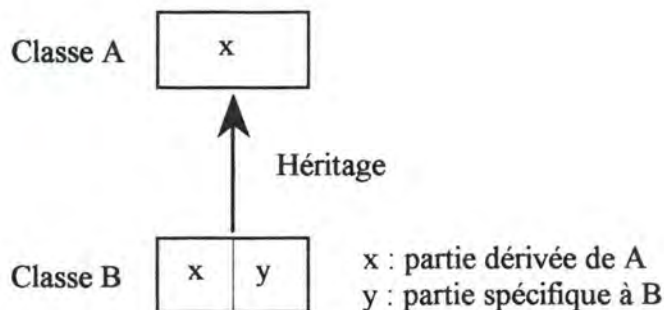 Classe A
x
Héritage
Classe B
x y
x : partie dérivée de A
y : partie spécifique à B